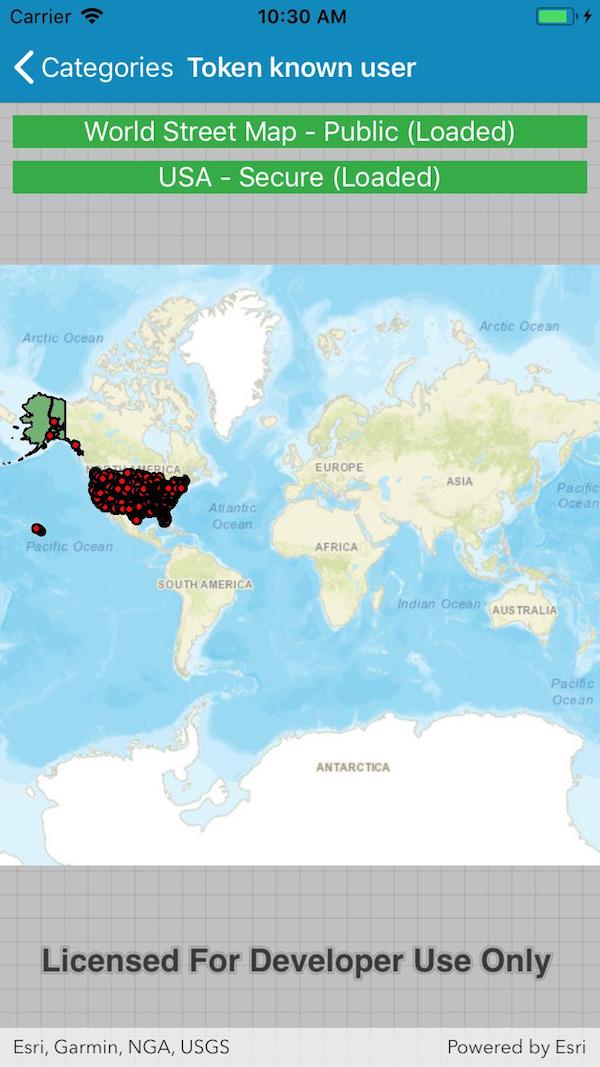 Carrier 10:30 AM
Categories Token known user
World Street Map - Public (Loaded)
USA - Secure (Loaded)
Arctic Ocean
Arctic Ocean
NORTH AMERICA
EUROPE
ASIA
Atlantic
Ocean
Pacific
Ocean
Pacific Ocean
AFRICA
SOUTH AMERICA
Indian Ocean
AUSTRALIA
Pacific
Ocean
ANTARCTICA
Licensed For Developer Use Only
Esri, Garmin, NGA, USGS
Powered by Esri